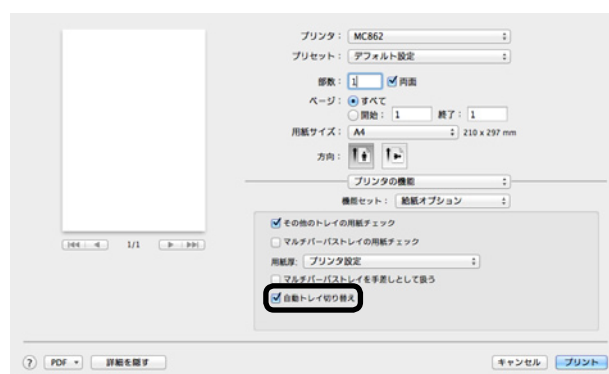 プリンタ： MC862
プリセット： デフォルト設定
部数： 1 両面
ページ： すべて
開始： 1 終了： 1
用紙サイズ： A4 210 x 297 mm
方向：
プリンタの機能
機能セット： 給紙オプション
その他のトレイの用紙チェック
マルチパーパストレイの用紙チェック
1/1
用紙厚： プリンタ設定
マルチパーパストレイを手差しとして扱う
自動トレイ切り替え
? PDF 詳細を隠す キャンセル プリント